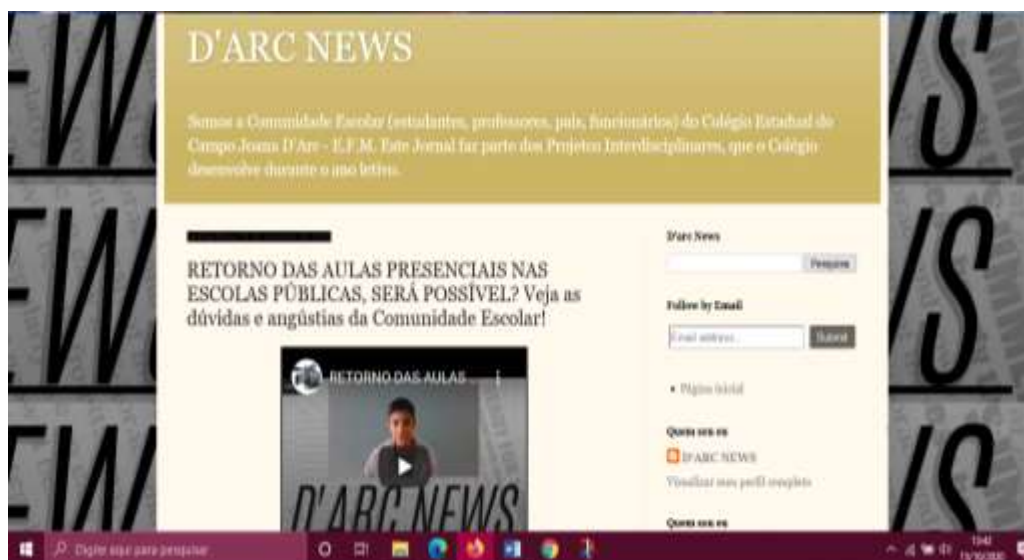 D'ARC NEWS
Somos a Comunidade Escolar (estudantes, professores, pais, funcionários) do Colégio Estadual do
Campo Joana D'Arc - E.F.M. Este Jornal faz parte dos Projetos Interdisciplinares, que o Colégio
desenvolve durante o ano letivo.
RETORNO DAS AULAS PRESENCIAIS NAS
ESCOLAS PÚBLICAS, SERÁ POSSÍVEL? Veja as
dúvidas e angústias da Comunidade Escolar!
RETORNO DAS AULAS
D'ARC NEWS
D'arc News
Pesquisa
Follow by Email
Email address...
Submit
Página inicial
Quem sou eu
D'ARC NEWS
Visualizar meu perfil completo
Quem sou eu
Digite aqui para pesquisar